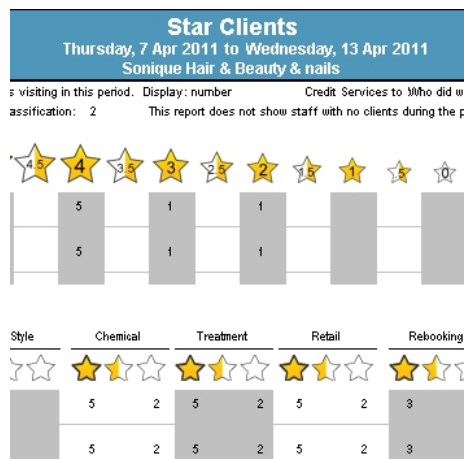 Star Clients
Thursday, 7 Apr 2011 to Wednesday, 13 Apr 2011
Sonique Hair & Beauty & nails
s visiting in this period. Display: number Credit Services to Who did w
assification: 2 This report does not show staff with no clients during the p
4.5 4 3.5 3 2.5 2 1.5 1 .5 0
5 1 1
5 1 1
Style Chemical Treatment Retail Rebooking
5 2 5 2 5 2 3
5 2 5 2 5 2 3